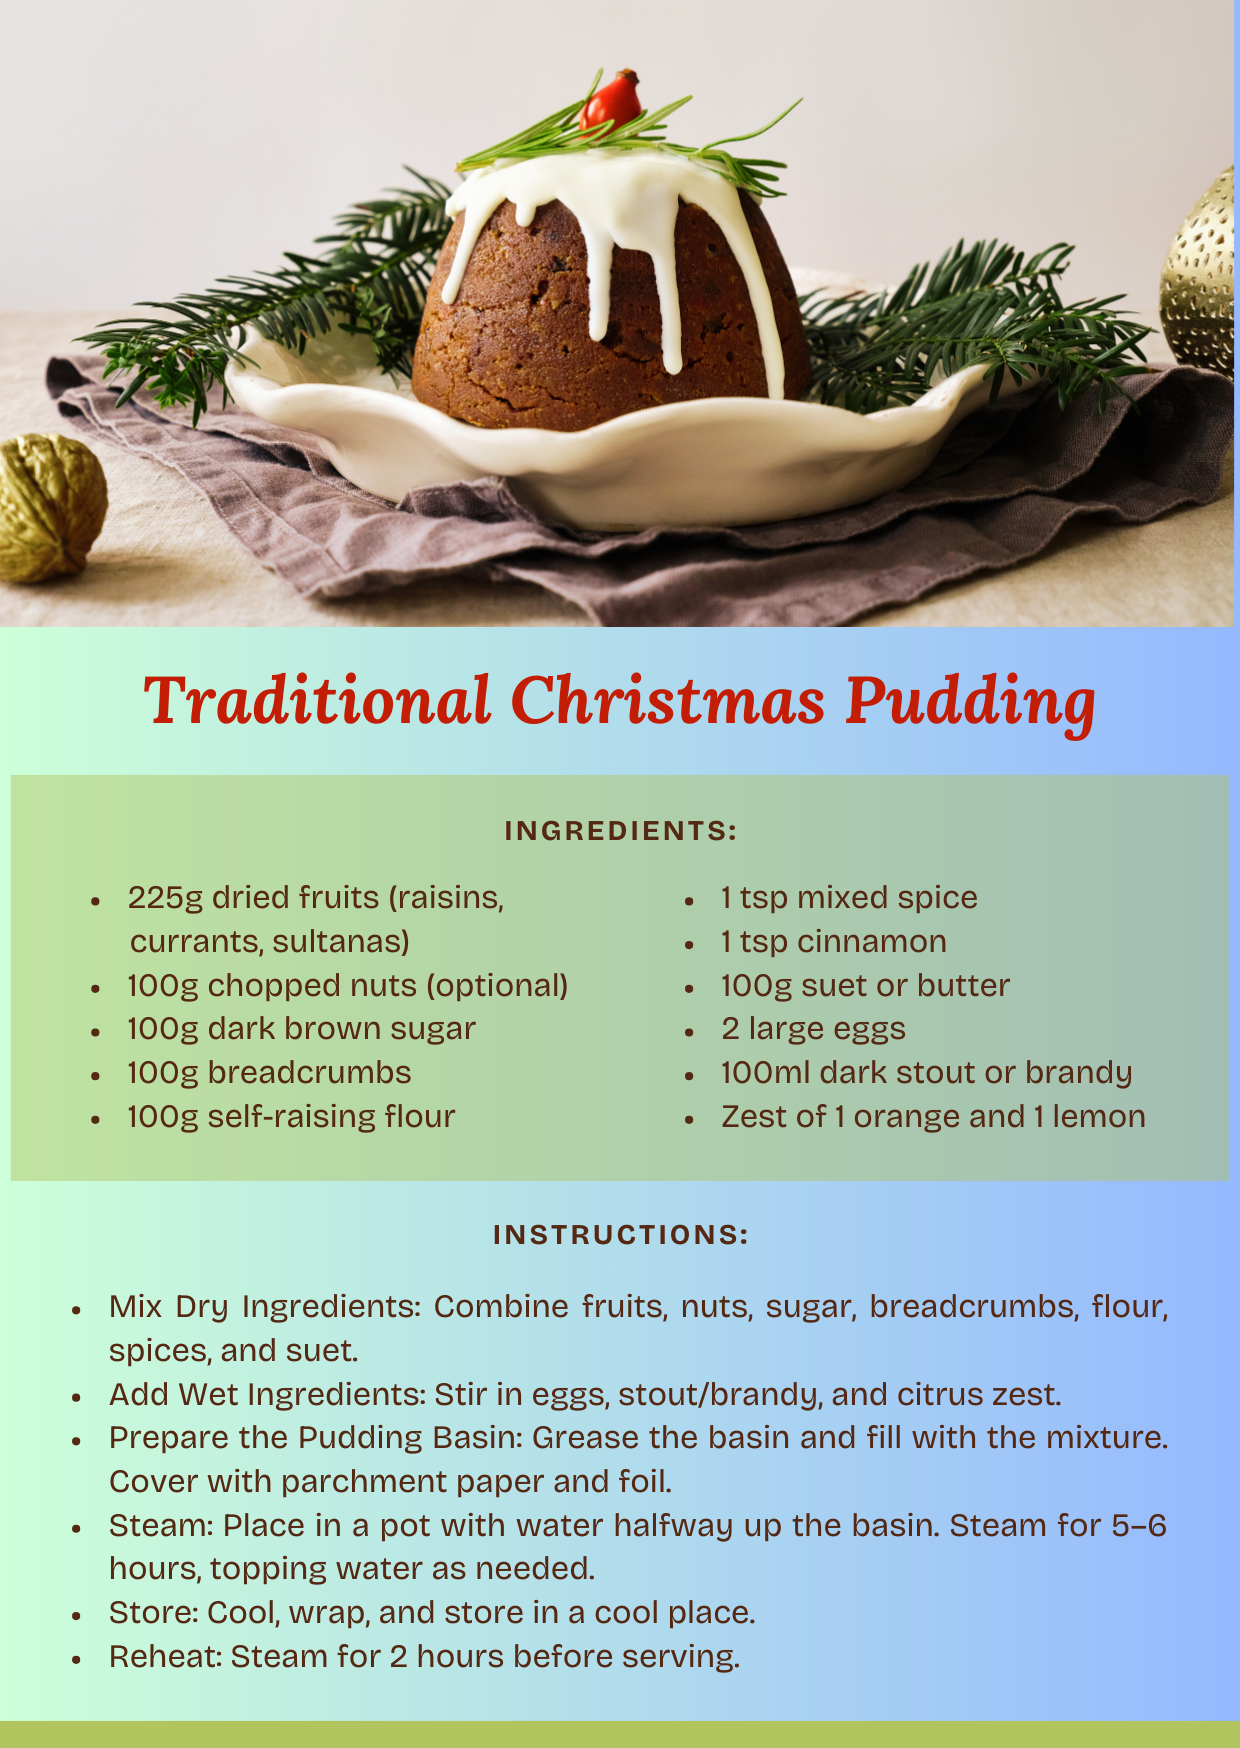 Traditional Christmas Pudding
INGREDIENTS:
• 225g dried fruits (raisins,
currants, sultanas)
• 100g chopped nuts (optional)
• 100g dark brown sugar
• 100g breadcrumbs
• 100g self-raising flour
• 1 tsp mixed spice
• 1 tsp cinnamon
• 100g suet or butter
• 2 large eggs
• 100ml dark stout or brandy
• Zest of 1 orange and 1 lemon
INSTRUCTIONS:
• Mix Dry Ingredients: Combine fruits, nuts, sugar, breadcrumbs, flour,
spices, and suet.
• Add Wet Ingredients: Stir in eggs, stout/brandy, and citrus zest.
• Prepare the Pudding Basin: Grease the basin and fill with the mixture.
Cover with parchment paper and foil.
• Steam: Place in a pot with water halfway up the basin. Steam for 5–6
hours, topping water as needed.
• Store: Cool, wrap, and store in a cool place.
• Reheat: Steam for 2 hours before serving.